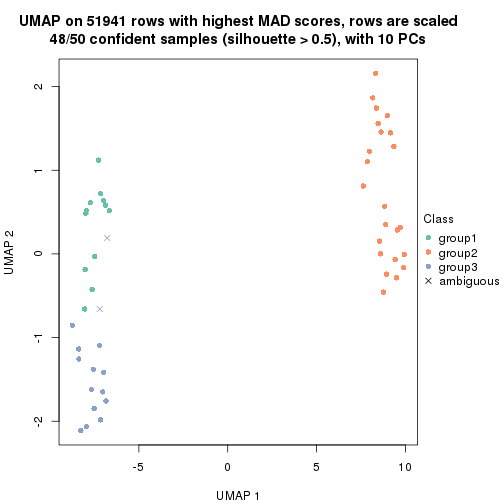 UMAP on 51941 rows with highest MAD scores, rows are scaled
48/50 confident samples (silhouette > 0.5), with 10 PCs
UMAP 2
2
1
0
-1
-2
-5
0
5
10
UMAP 1
Class
group1
group2
group3
ambiguous